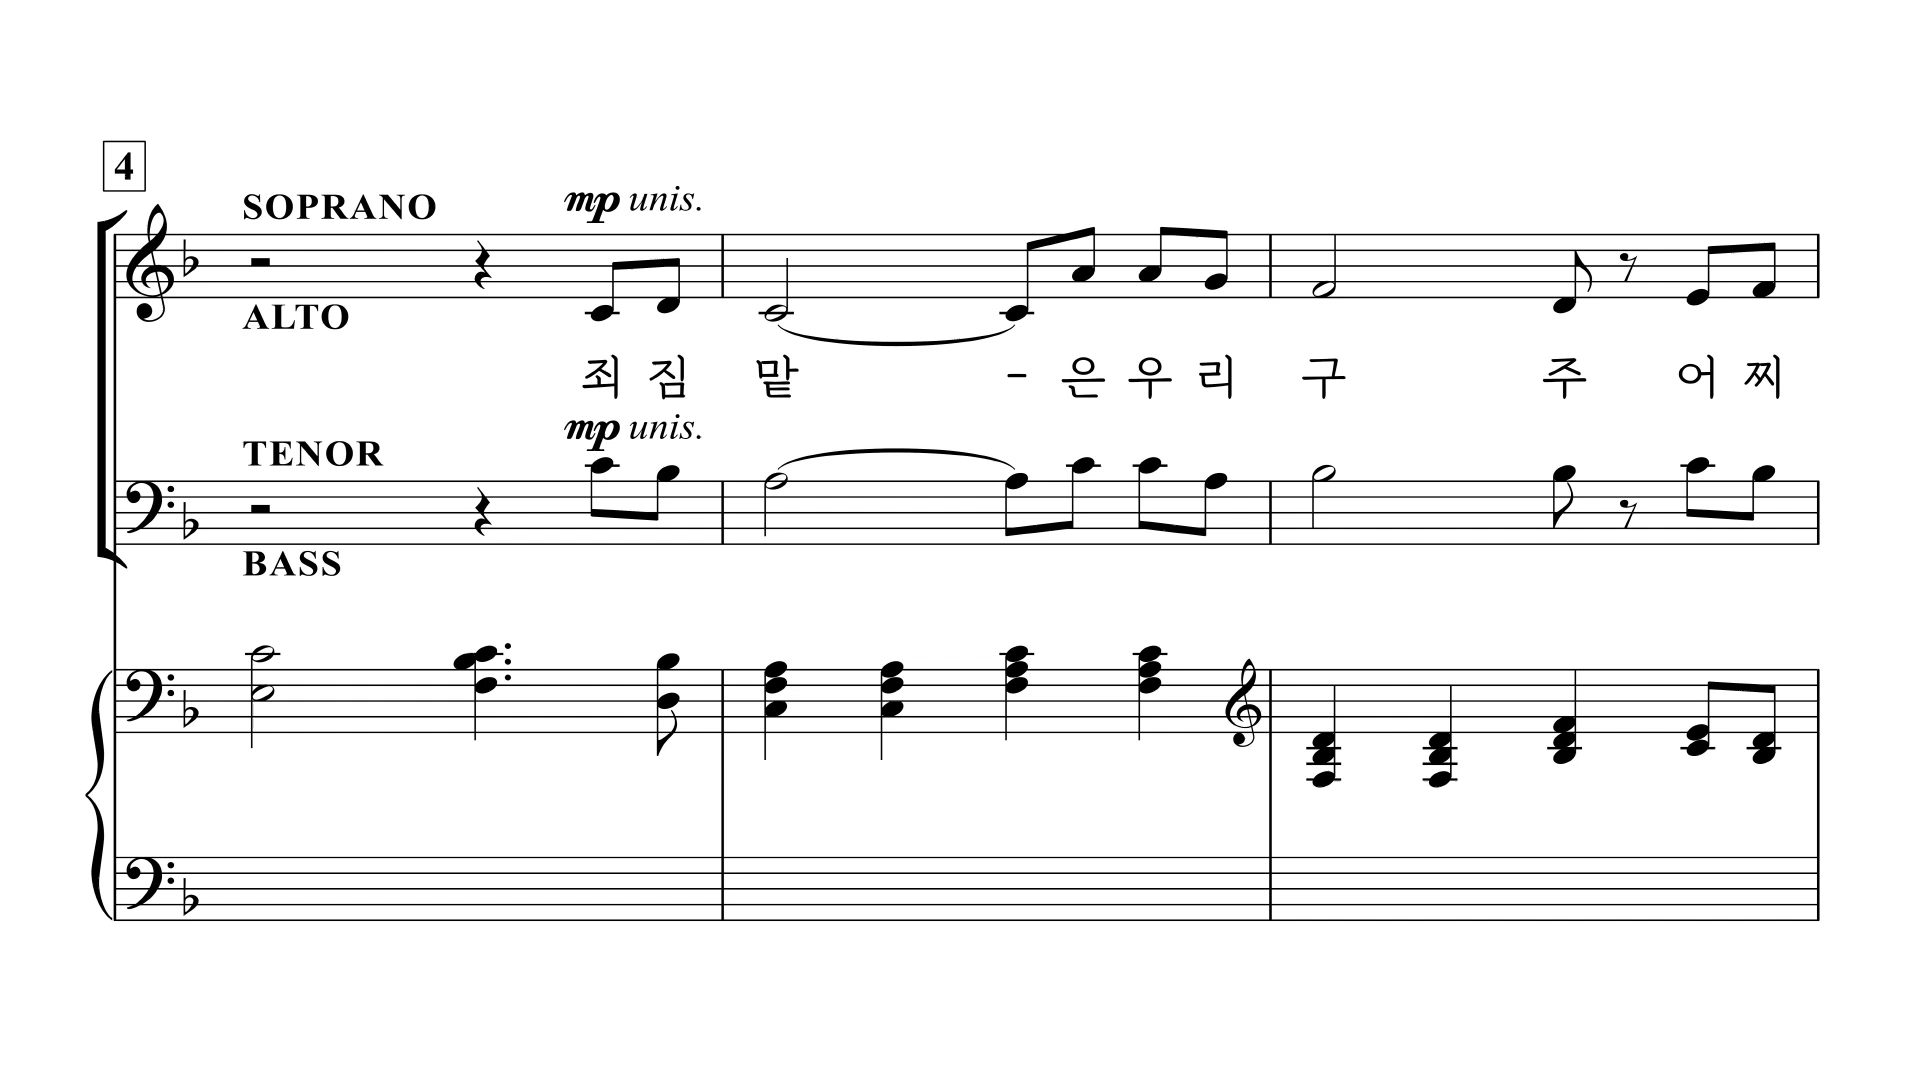 4
SOPRANO mp unis.
ALTO
죄 짐 맡 - 은 우 리 구 주 어 찌
mp unis.
TENOR
BASS